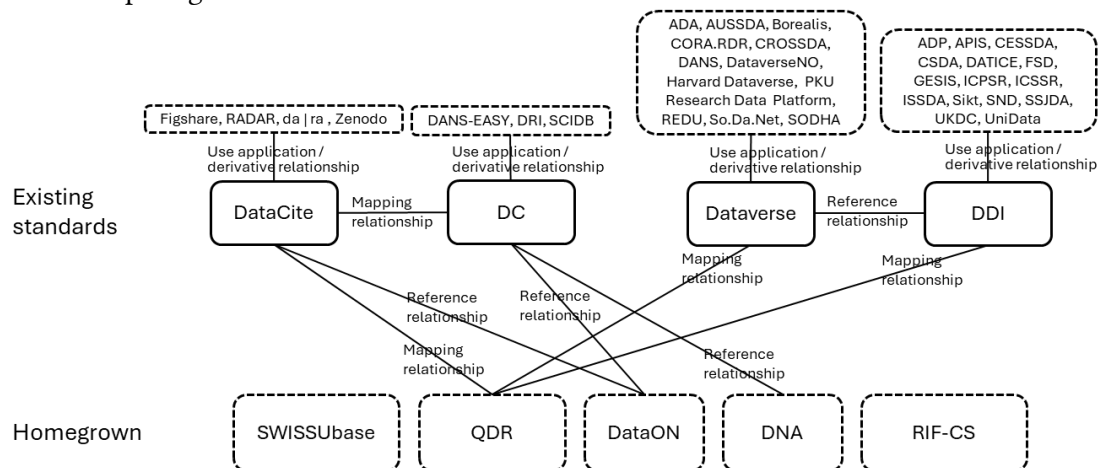 ADA, AUSSDA, Borealis,
CORA.RDR, CROSSDA,
DANS, DataverseNO,
Harvard Dataverse, PKU
Research Data Platform,
REDU, So.Da.Net, SODHA
ADP, APIS, CESSDA,
CSDA, DATICE, FSD,
GESIS, ICPSR, ICSSR,
ISSDA, Sikt, SND, SSJDA,
UKDC, UniData
Figshare, RADAR, da | ra , Zenodo
DANS-EASY, DRI, SCIDB
Use application /
derivative relationship
Use application /
derivative relationship
Use application /
derivative relationship
Use application /
derivative relationship
Existing
standards
DataCite
Mapping
relationship
DC
Dataverse
Reference
relationship
DDI
Mapping
relationship
Mapping
relationship
Reference
relationship
Reference
relationship
Mapping
relationship
Reference
relationship
Homegrown
SWISSUbase
QDR
DataON
DNA
RIF-CS